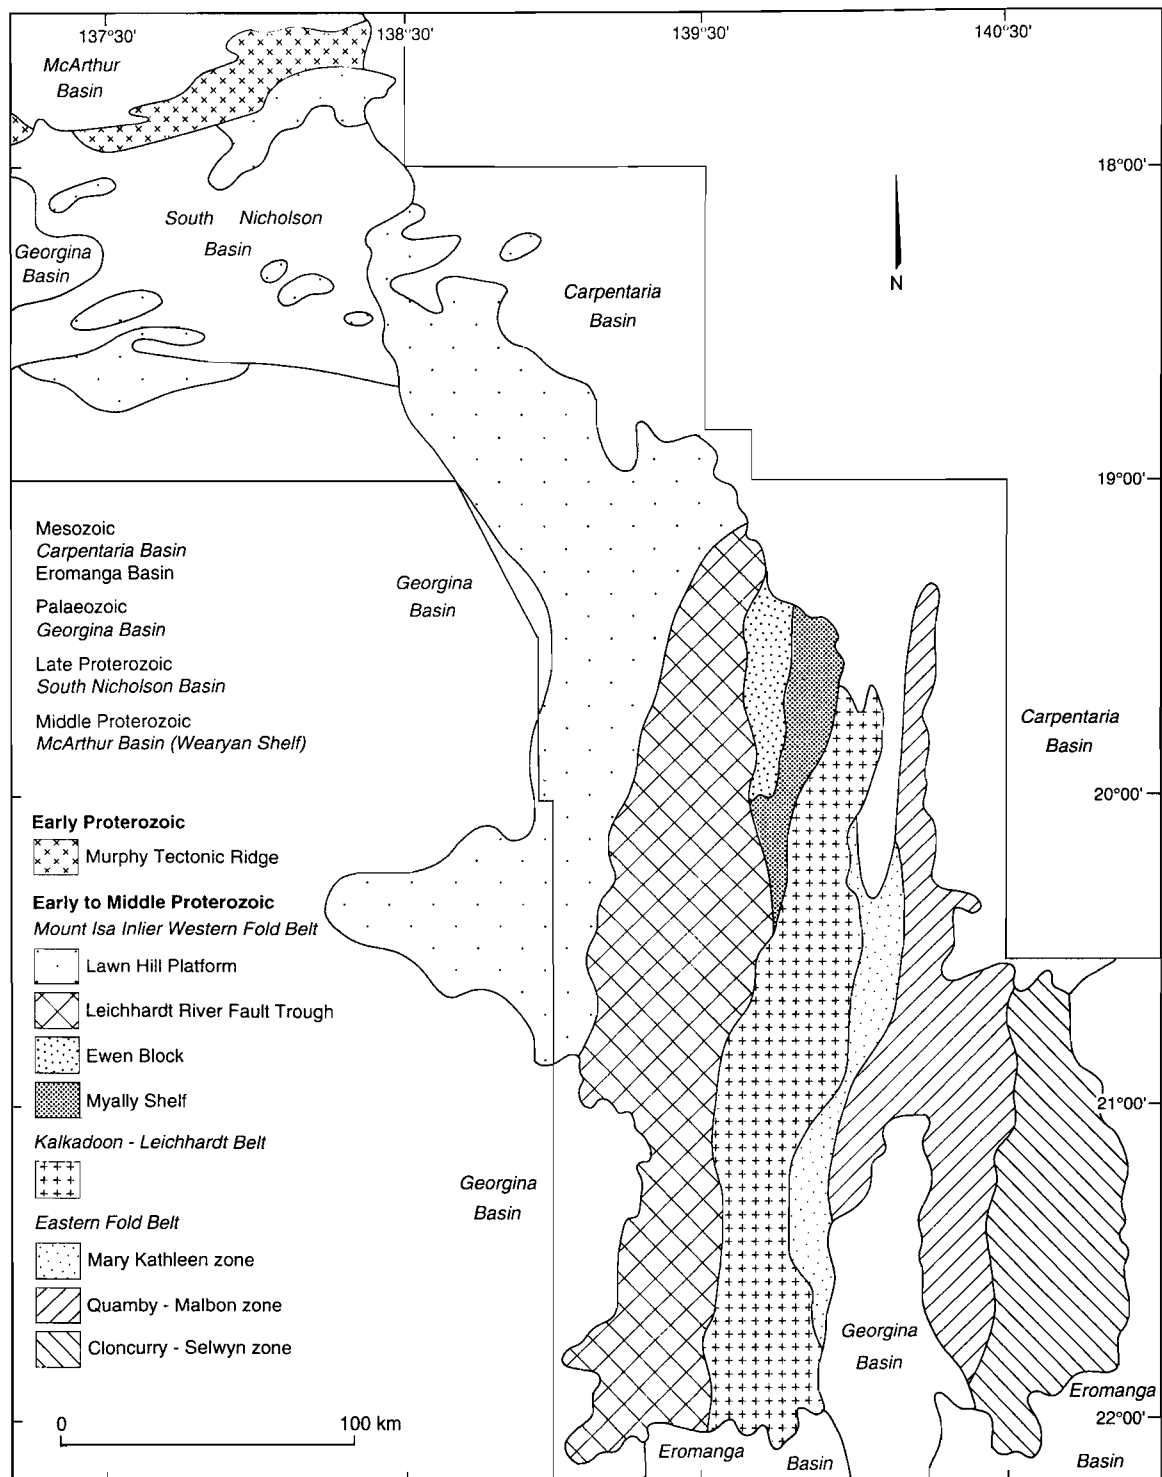 137°30'
138°30'
139°30'
140°30'
McArthur
Basin
18°00'
South Nicholson
Basin
Georgina
Basin
N
Carpentaria
Basin
19°00'
Mesozoic
Carpentaria Basin
Eromanga Basin
Palaeozoic
Georgina Basin
Late Proterozoic
South Nicholson Basin
Middle Proterozoic
McArthur Basin (Wearyan Shelf)
Georgina
Basin
Carpentaria
Basin
20°00'
Early Proterozoic
Murphy Tectonic Ridge
Early to Middle Proterozoic
Mount Isa Inlier Western Fold Belt
Lawn Hill Platform
Leichhardt River Fault Trough
Ewen Block
Myally Shelf
Kalkadoon - Leichhardt Belt
Eastern Fold Belt
Mary Kathleen zone
Quamby - Malbon zone
Cloncurry - Selwyn zone
21°00'
Georgina
Basin
Georgina
Basin
Eromanga
Basin
22°00'
0 100 km
Eromanga Basin